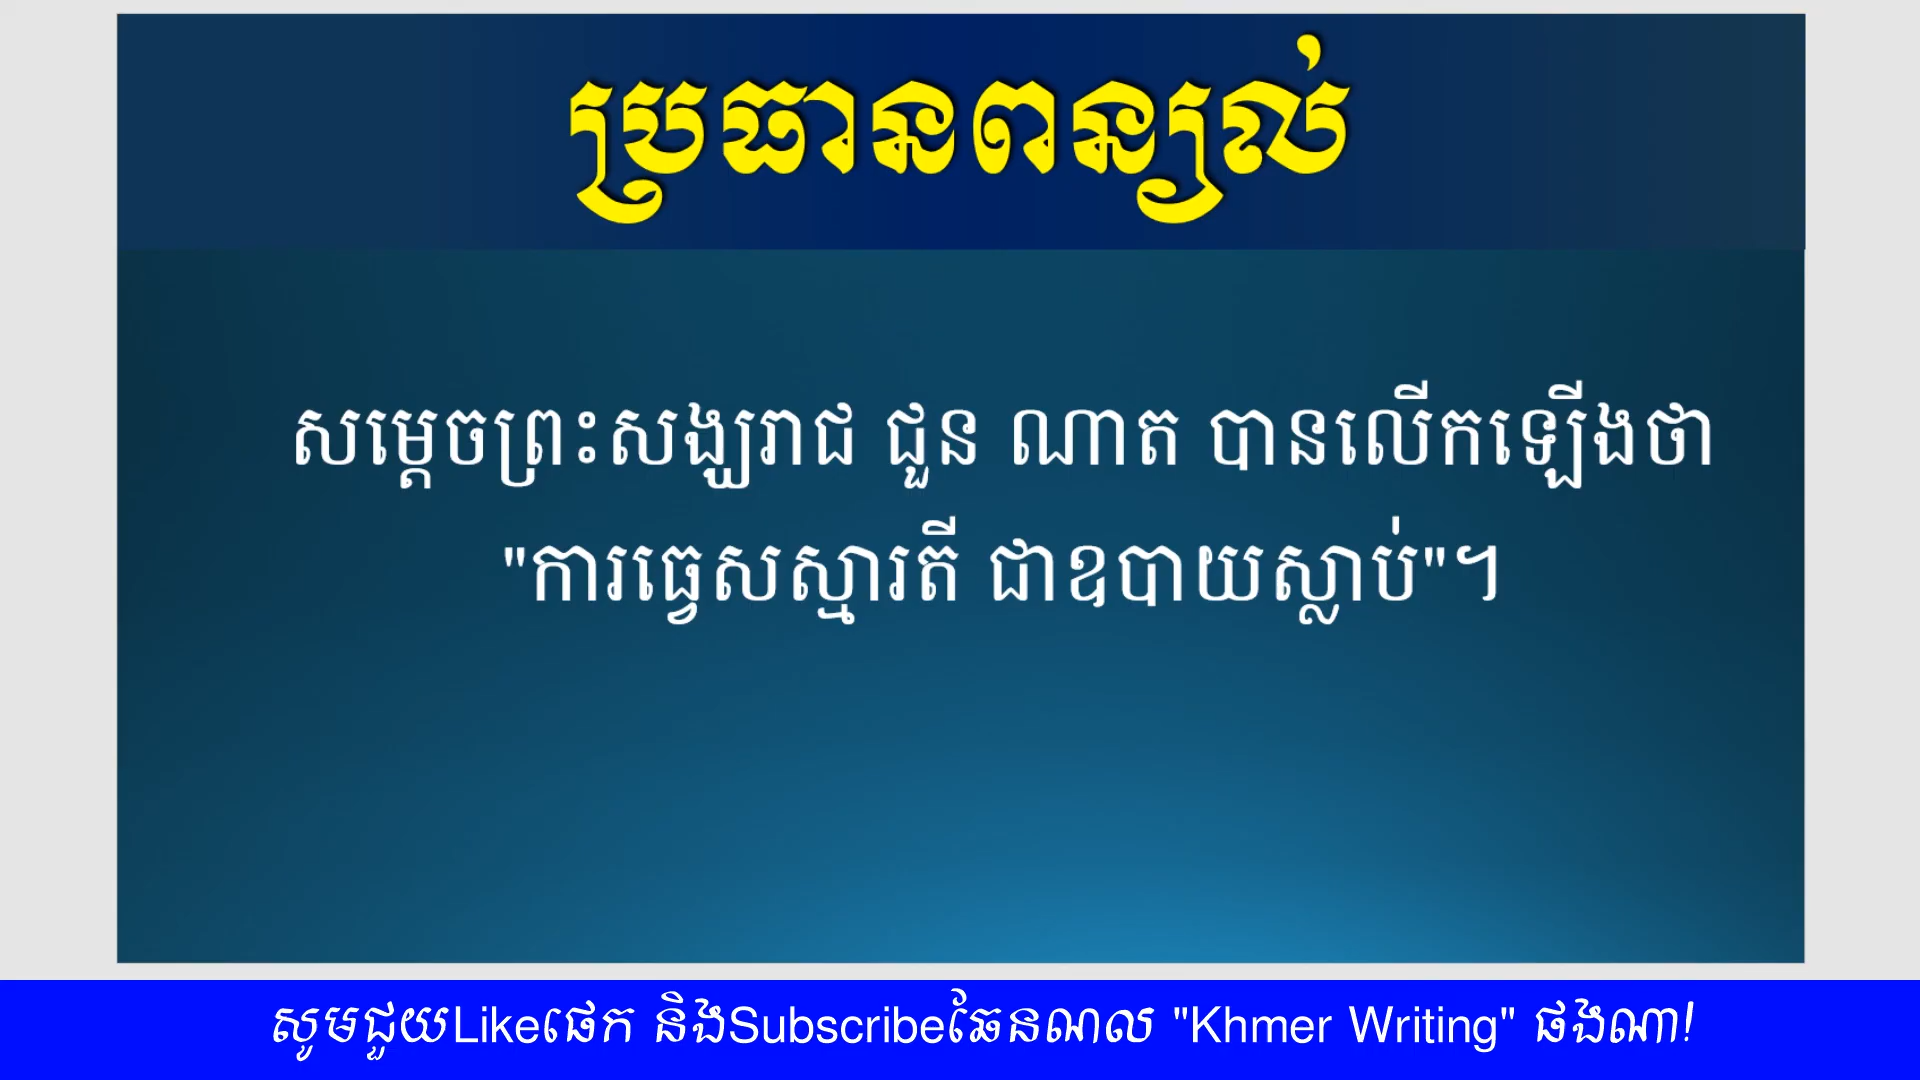 ប្រធានពន្យល់
សម្ដេចព្រះសង្ឃរាជ ជួន ណាត បានលើកឡើងថា
"ការធ្វេសស្មារតី ជាឧបាយស្លាប់"។
សូមជួយLikeផេក និងSubscribeឆែនណល "Khmer Writing" ផងណា!